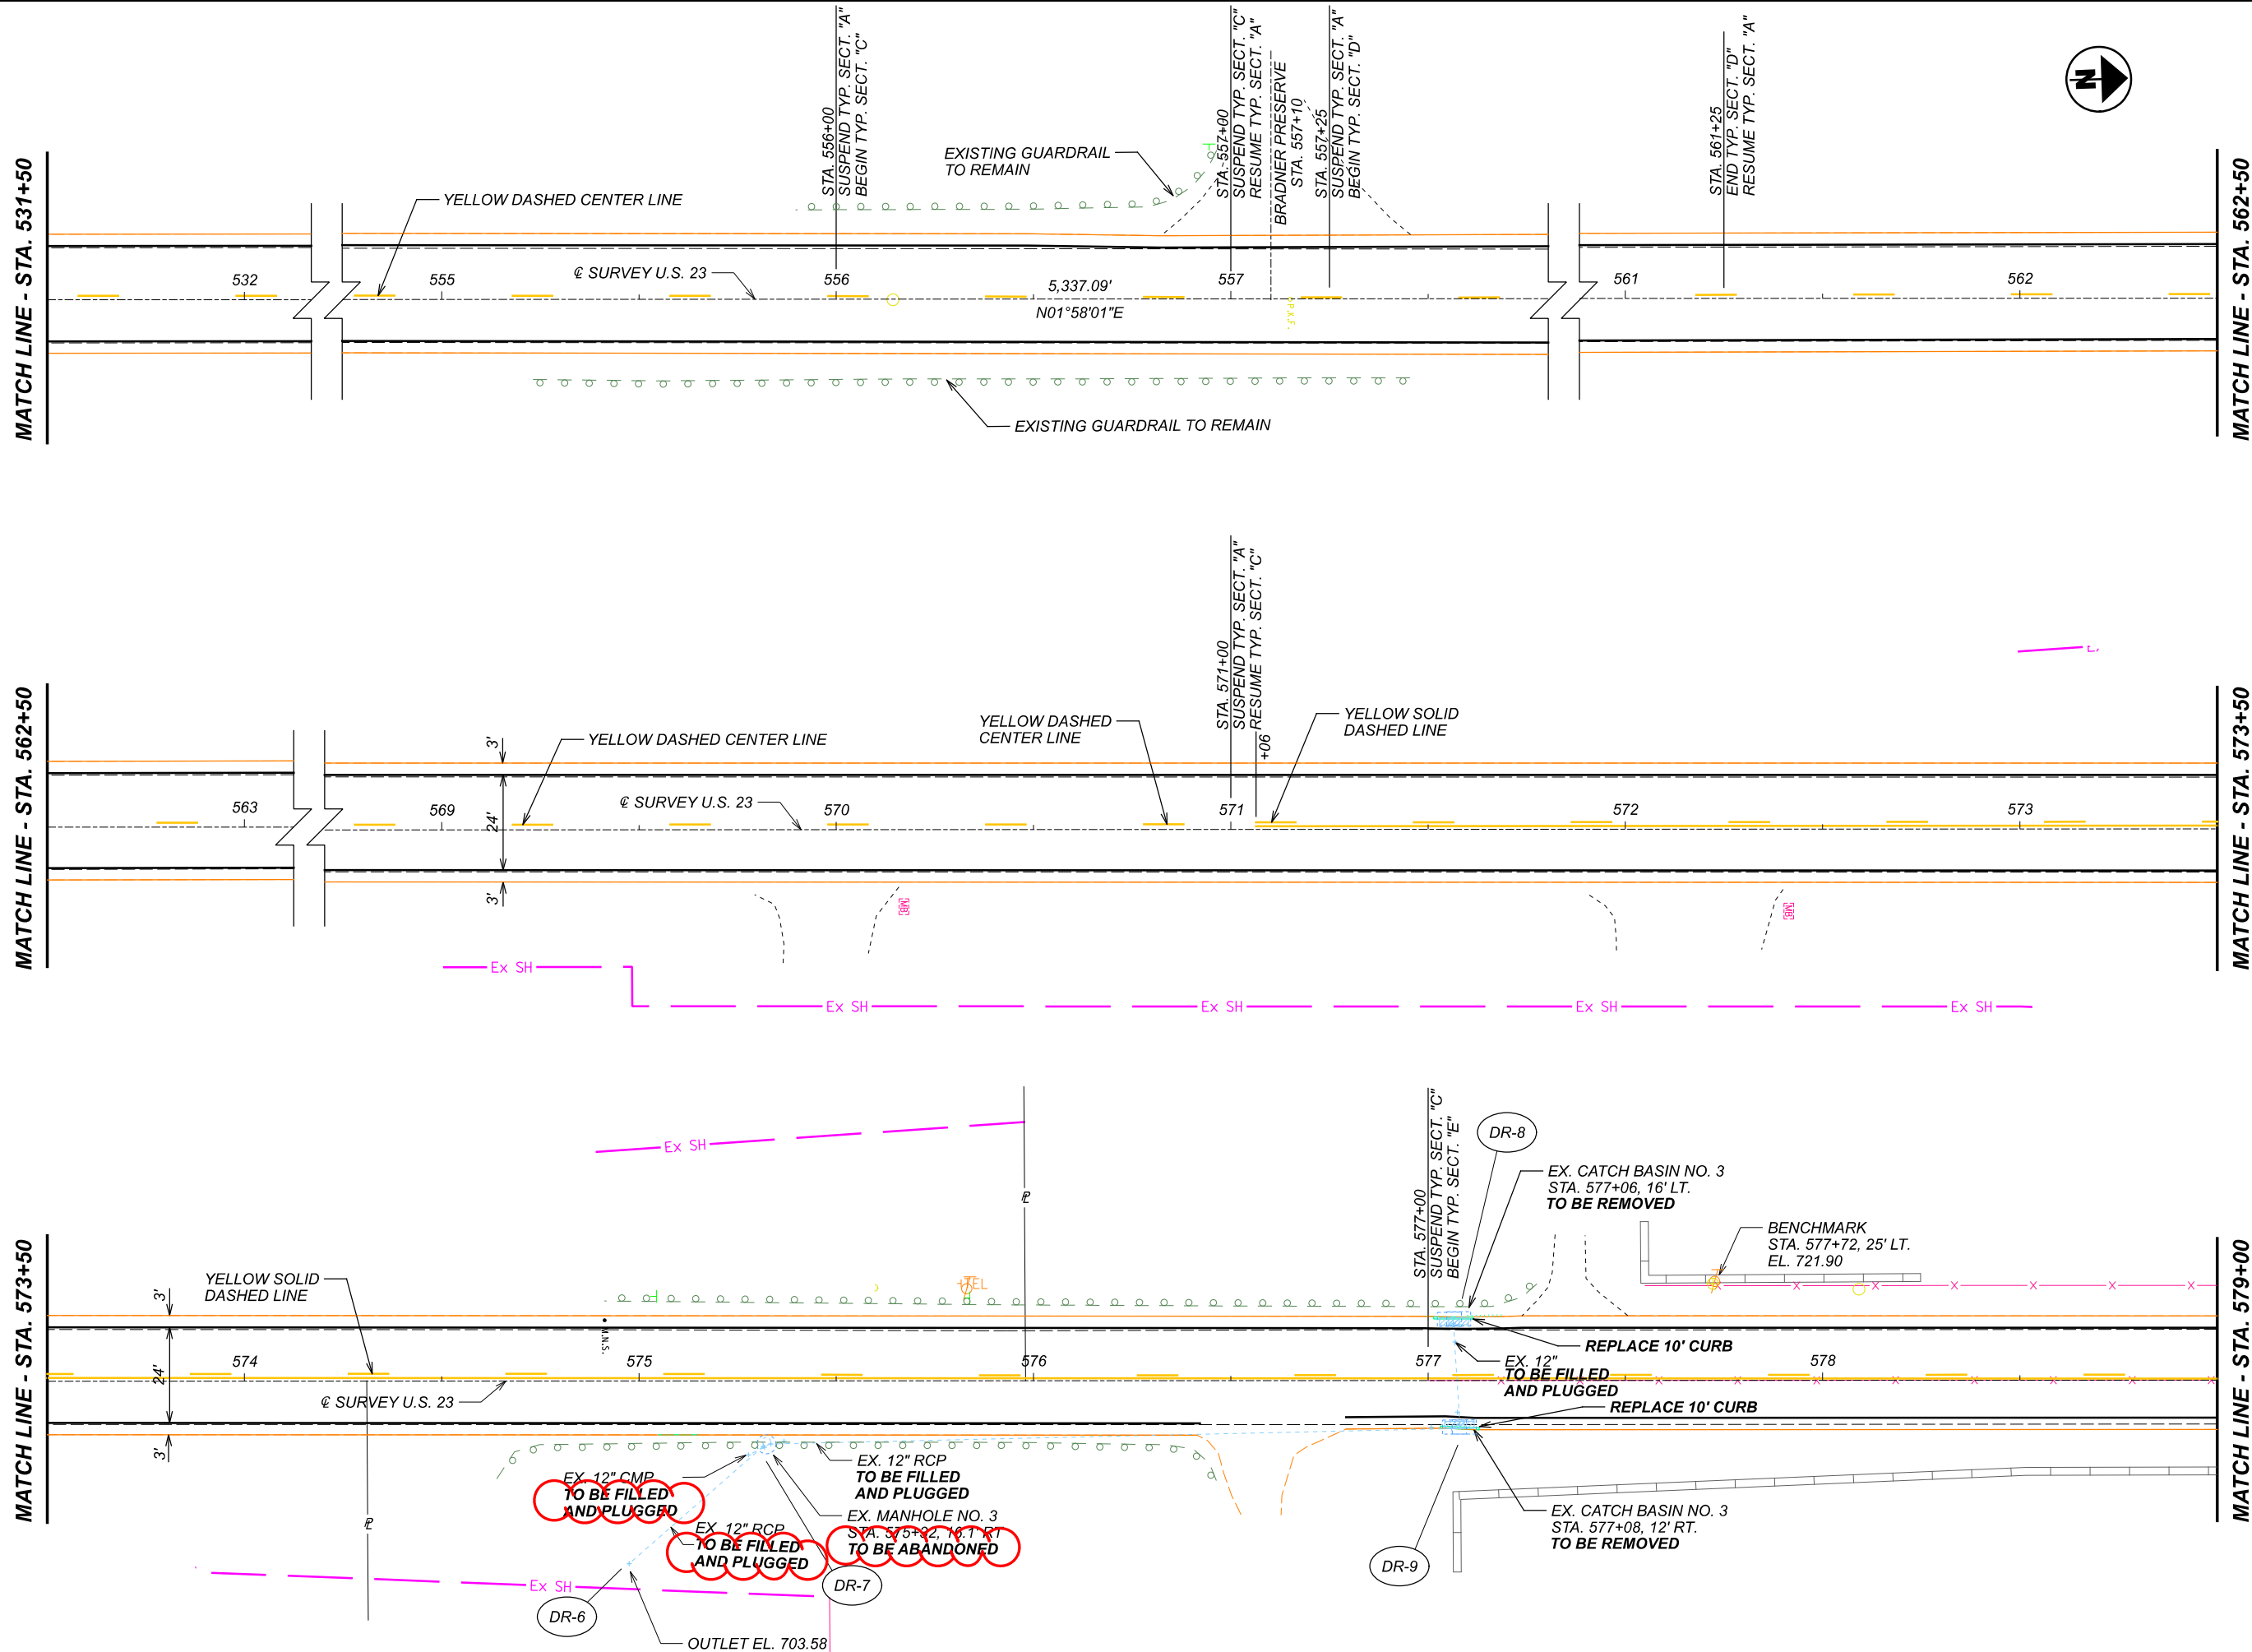 MATCH LINE - STA. 531+50
MATCH LINE - STA. 562+50
N
STA. 556+00
SUSPEND TYP. SECT. "A"
BEGIN TYP. SECT. "C"
EXISTING GUARDRAIL
TO REMAIN
STA. 557+00
SUSPEND TYP. SECT. "C"
RESUME TYP. SECT. "A"
BRADNER PRESERVE
STA. 557+10
STA. 557+25
SUSPEND TYP. SECT. "A"
BEGIN TYP. SECT. "D"
STA. 561+25
END TYP. SECT. "D"
RESUME TYP. SECT. "A"
YELLOW DASHED CENTER LINE
℄ SURVEY U.S. 23
532
555
556
5,337.09'
N01°58'01"E
557
561
562
EXISTING GUARDRAIL TO REMAIN
MATCH LINE - STA. 562+50
MATCH LINE - STA. 573+50
STA. 571+00
SUSPEND TYP. SECT. "A"
RESUME TYP. SECT. "C"
+06
3'
24'
3'
YELLOW DASHED CENTER LINE
YELLOW DASHED
CENTER LINE
YELLOW SOLID
DASHED LINE
℄ SURVEY U.S. 23
563
569
570
571
572
573
MB
MB
Ex SH
Ex SH
Ex SH
Ex SH
Ex SH
MATCH LINE - STA. 573+50
MATCH LINE - STA. 579+00
Ex SH
℄
STA. 577+00
SUSPEND TYP. SECT. "C"
BEGIN TYP. SECT. "E"
DR-8
EX. CATCH BASIN NO. 3
STA. 577+06, 16' LT.
TO BE REMOVED
BENCHMARK
STA. 577+72, 25' LT.
EL. 721.90
YELLOW SOLID
DASHED LINE
3'
24'
3'
TEL
M.N.S.
REPLACE 10' CURB
574
575
576
577
578
EX. 12"
TO BE FILLED
AND PLUGGED
REPLACE 10' CURB
℄ SURVEY U.S. 23
EX. 12" RCP
TO BE FILLED
AND PLUGGED
EX. 12" CMP
TO BE FILLED
AND PLUGGED
EX. MANHOLE NO. 3
STA. 575+32, 16.1' RT
TO BE ABANDONED
EX. 12" RCP
TO BE FILLED
AND PLUGGED
EX. CATCH BASIN NO. 3
STA. 577+08, 12' RT.
TO BE REMOVED
DR-9
DR-7
Ex SH
DR-6
OUTLET EL. 703.58